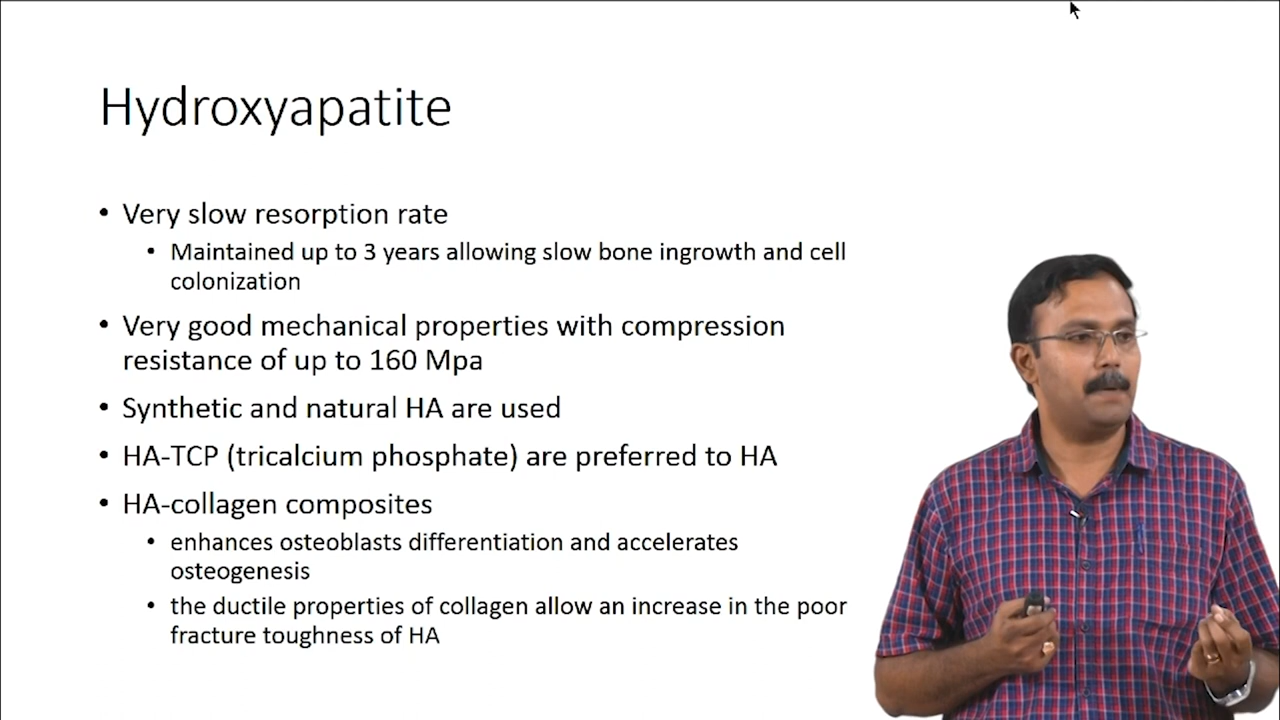 Hydroxyapatite
• Very slow resorption rate
• Maintained up to 3 years allowing slow bone ingrowth and cell
colonization
• Very good mechanical properties with compression
resistance of up to 160 Mpa
• Synthetic and natural HA are used
• HA-TCP (tricalcium phosphate) are preferred to HA
• HA-collagen composites
• enhances osteoblasts differentiation and accelerates
osteogenesis
• the ductile properties of collagen allow an increase in the poor
fracture toughness of HA